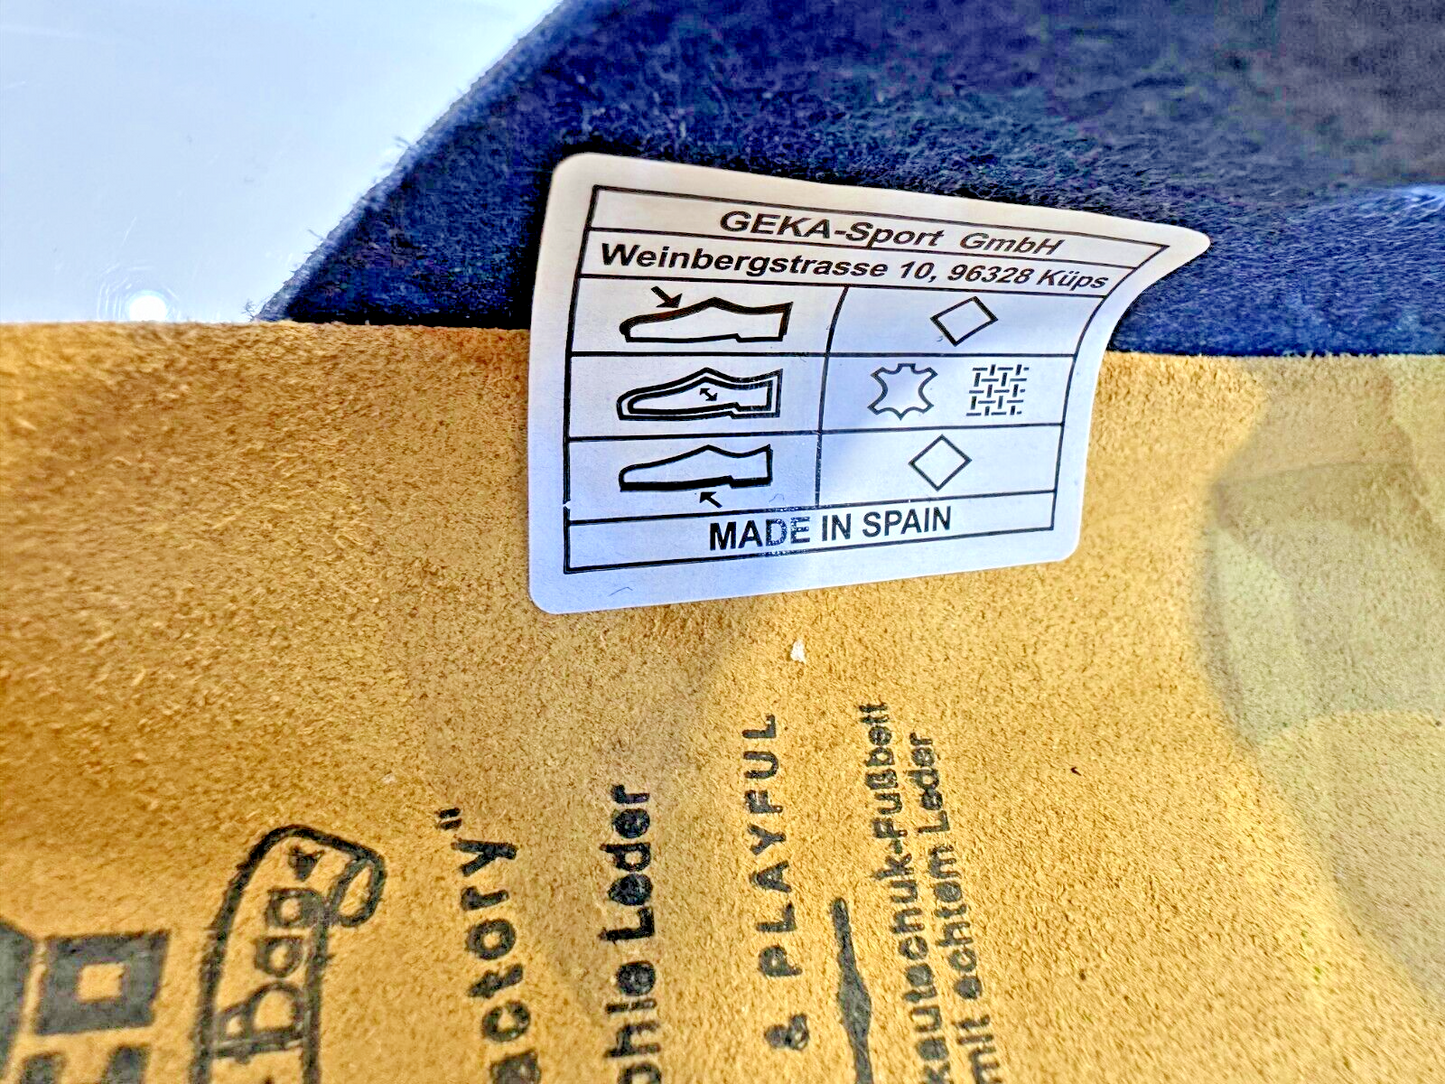 GEKA-Sport GmbH
Weinbergstrasse 10, 96328 Küps
MADE IN SPAIN
Bag
actory"
ohle Leder
& PLAYFUL
kautschuk-Fußbett
mit echtem Leder